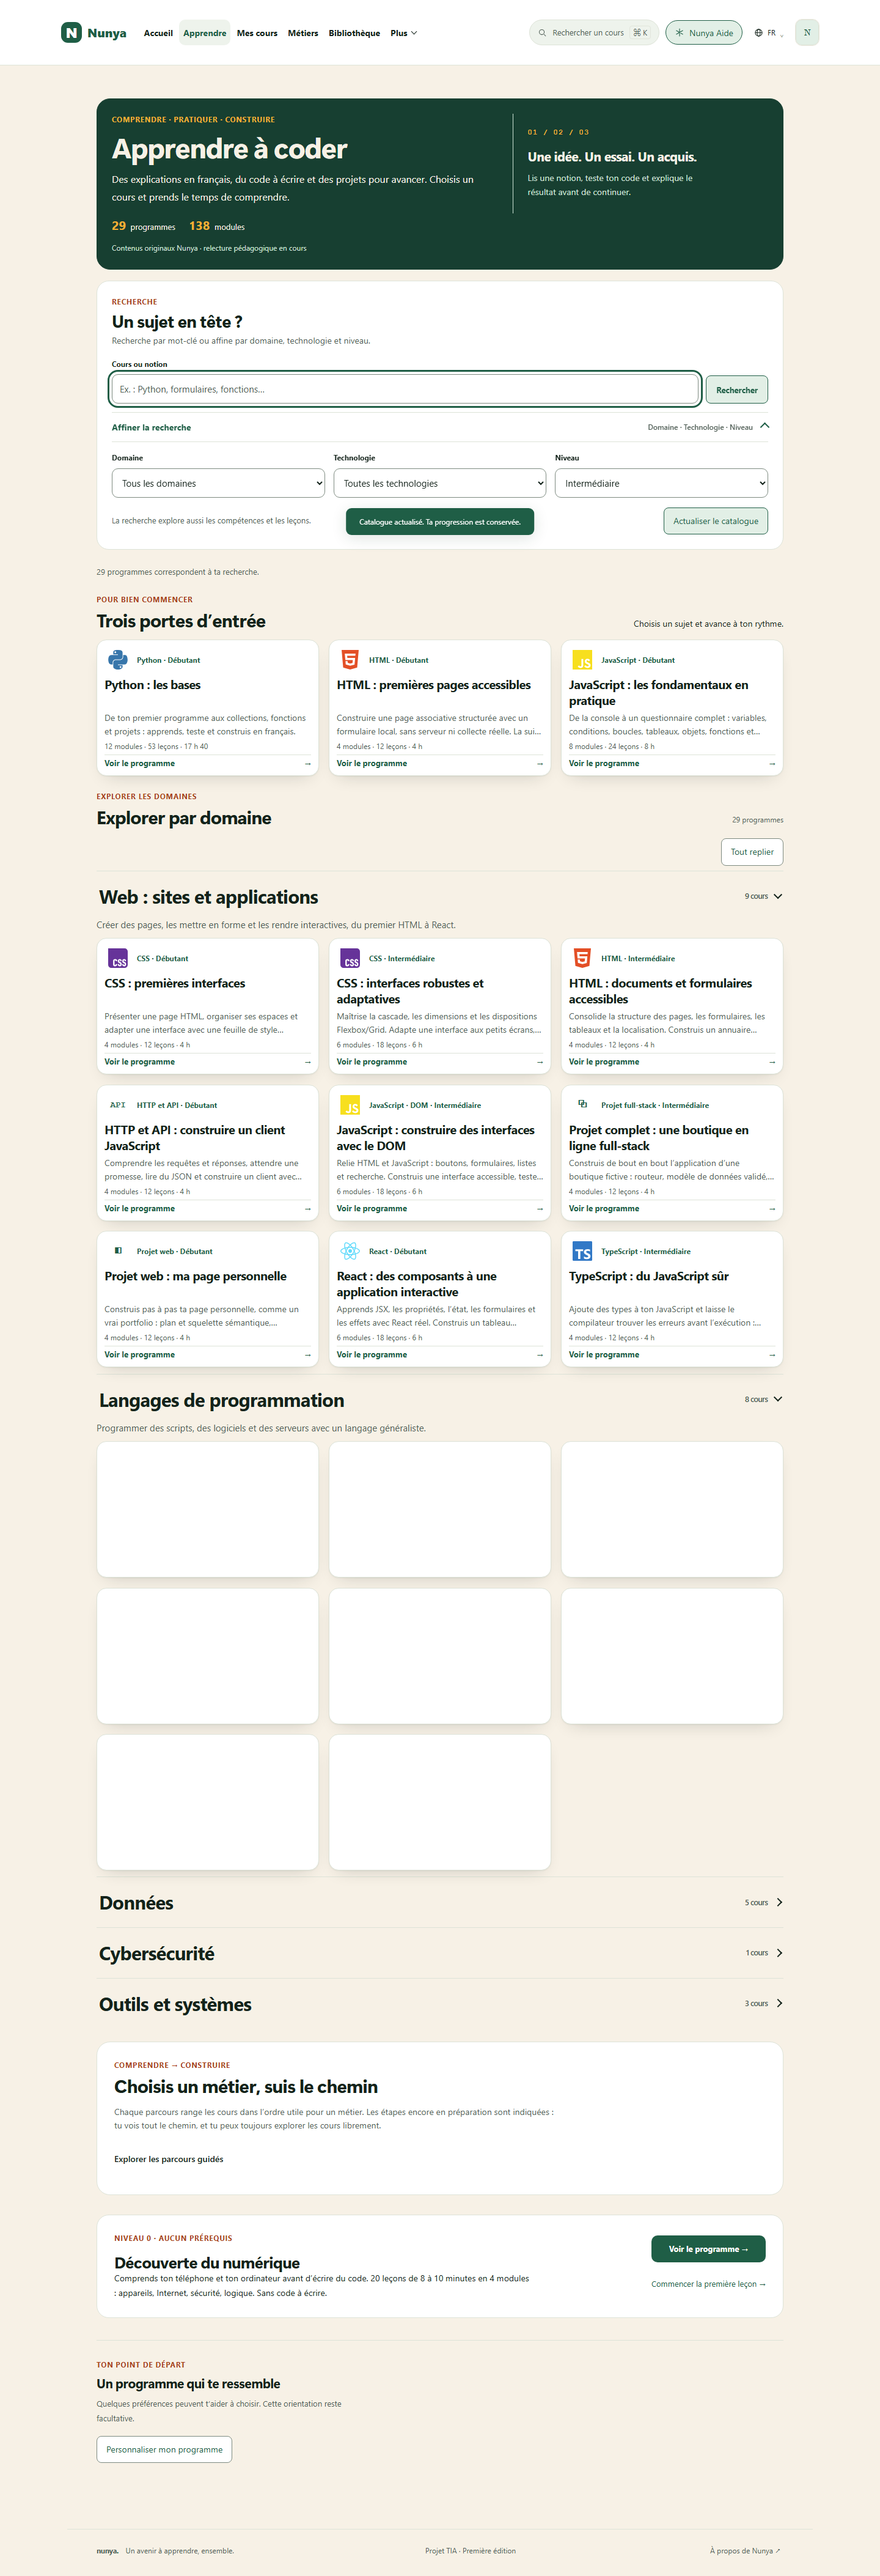 N Nunya Accueil Apprendre Mes cours Métiers Bibliothèque Plus Rechercher un cours ⌘ K Nunya Aide FR N
COMPRENDRE · PRATIQUER · CONSTRUIRE
Apprendre à coder
Des explications en français, du code à écrire et des projets pour avancer. Choisis un
cours et prends le temps de comprendre.
29 programmes 138 modules
Contenus originaux Nunya · relecture pédagogique en cours
01 / 02 / 03
Une idée. Un essai. Un acquis.
Lis une notion, teste ton code et explique le
résultat avant de continuer.
RECHERCHE
Un sujet en tête ?
Recherche par mot-clé ou affine par domaine, technologie et niveau.
Cours ou notion
Ex. : Python, formulaires, fonctions… Rechercher
Affiner la recherche Domaine · Technologie · Niveau
Domaine Technologie Niveau
Tous les domaines Toutes les technologies Intermédiaire
La recherche explore aussi les compétences et les leçons. Catalogue actualisé. Ta progression est conservée. Actualiser le catalogue
29 programmes correspondent à ta recherche.
POUR BIEN COMMENCER
Trois portes d’entrée Choisis un sujet et avance à ton rythme.
Python · Débutant
Python : les bases
De ton premier programme aux collections, fonctions
et projets : apprends, teste et construis en français.
12 modules · 53 leçons · 17 h 40
Voir le programme →
HTML · Débutant
HTML : premières pages accessibles
Construire une page associative structurée avec un
formulaire local, sans serveur ni collecte réelle. La sui…
4 modules · 12 leçons · 4 h
Voir le programme →
JS JavaScript · Débutant
JavaScript : les fondamentaux en
pratique
De la console à un questionnaire complet : variables,
conditions, boucles, tableaux, objets, fonctions et…
8 modules · 24 leçons · 8 h
Voir le programme →
EXPLORER LES DOMAINES
Explorer par domaine 29 programmes
Tout replier
Web : sites et applications 9 cours
Créer des pages, les mettre en forme et les rendre interactives, du premier HTML à React.
CSS CSS · Débutant
CSS : premières interfaces
Présenter une page HTML, organiser ses espaces et
adapter une interface avec une feuille de style…
4 modules · 12 leçons · 4 h
Voir le programme →
CSS CSS · Intermédiaire
CSS : interfaces robustes et
adaptatives
Maîtrise la cascade, les dimensions et les dispositions
Flexbox/Grid. Adapte une interface aux petits écrans,…
6 modules · 18 leçons · 6 h
Voir le programme →
HTML · Intermédiaire
HTML : documents et formulaires
accessibles
Consolide la structure des pages, les formulaires, les
tableaux et la localisation. Construis un annuaire…
4 modules · 12 leçons · 4 h
Voir le programme →
API HTTP et API · Débutant
HTTP et API : construire un client
JavaScript
Comprendre les requêtes et réponses, attendre une
promesse, lire du JSON et construire un client avec…
4 modules · 12 leçons · 4 h
Voir le programme →
JS JavaScript · DOM · Intermédiaire
JavaScript : construire des interfaces
avec le DOM
Relie HTML et JavaScript : boutons, formulaires, listes
et recherche. Construis une interface accessible, teste…
6 modules · 18 leçons · 6 h
Voir le programme →
Projet full-stack · Intermédiaire
Projet complet : une boutique en
ligne full-stack
Construis de bout en bout l’application d’une
boutique fictive : routeur, modèle de données validé,…
4 modules · 12 leçons · 4 h
Voir le programme →
Projet web · Débutant
Projet web : ma page personnelle
Construis pas à pas ta page personnelle, comme un
vrai portfolio : plan et squelette sémantique,…
4 modules · 12 leçons · 4 h
Voir le programme →
React · Débutant
React : des composants à une
application interactive
Apprends JSX, les propriétés, l’état, les formulaires et
les effets avec React réel. Construis un tableau…
6 modules · 18 leçons · 6 h
Voir le programme →
TS TypeScript · Intermédiaire
TypeScript : du JavaScript sûr
Ajoute des types à ton JavaScript et laisse le
compilateur trouver les erreurs avant l’exécution :…
4 modules · 12 leçons · 4 h
Voir le programme →
Langages de programmation 8 cours
Programmer des scripts, des logiciels et des serveurs avec un langage généraliste.
Données 5 cours
Cybersécurité 1 cours
Outils et systèmes 3 cours
COMPRENDRE → CONSTRUIRE
Choisis un métier, suis le chemin
Chaque parcours range les cours dans l’ordre utile pour un métier. Les étapes encore en préparation sont indiquées :
tu vois tout le chemin, et tu peux toujours explorer les cours librement.
Explorer les parcours guidés
NIVEAU 0 · AUCUN PRÉREQUIS
Découverte du numérique
Comprends ton téléphone et ton ordinateur avant d’écrire du code. 20 leçons de 8 à 10 minutes en 4 modules
: appareils, Internet, sécurité, logique. Sans code à écrire.
Voir le programme →
Commencer la première leçon →
TON POINT DE DÉPART
Un programme qui te ressemble
Quelques préférences peuvent t’aider à choisir. Cette orientation reste
facultative.
Personnaliser mon programme
nunya. Un avenir à apprendre, ensemble. Projet TIA · Première édition À propos de Nunya ↗